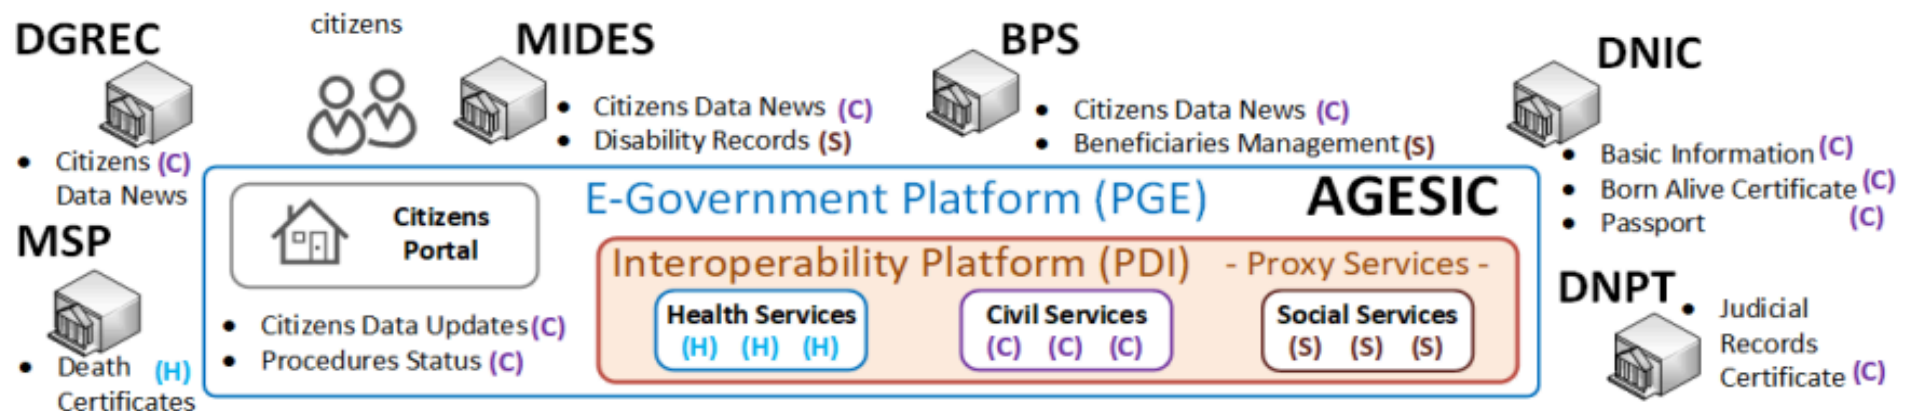 DGREC
Citizens (C)
Data News
MSP
Death (H)
Certificates
citizens
MIDES
Citizens Data News (C)
Disability Records (S)
BPS
Citizens Data News (C)
Beneficiaries Management (S)
DNIC
Basic Information (C)
Born Alive Certificate (C)
Passport (C)
DNPT
Judicial
Records
Certificate (C)
E-Government Platform (PGE)
AGESIC
Citizens
Portal
Citizens Data Updates (C)
Procedures Status (C)
Interoperability Platform (PDI) - Proxy Services -
Health Services
(H) (H) (H)
Civil Services
(C) (C) (C)
Social Services
(S) (S) (S)